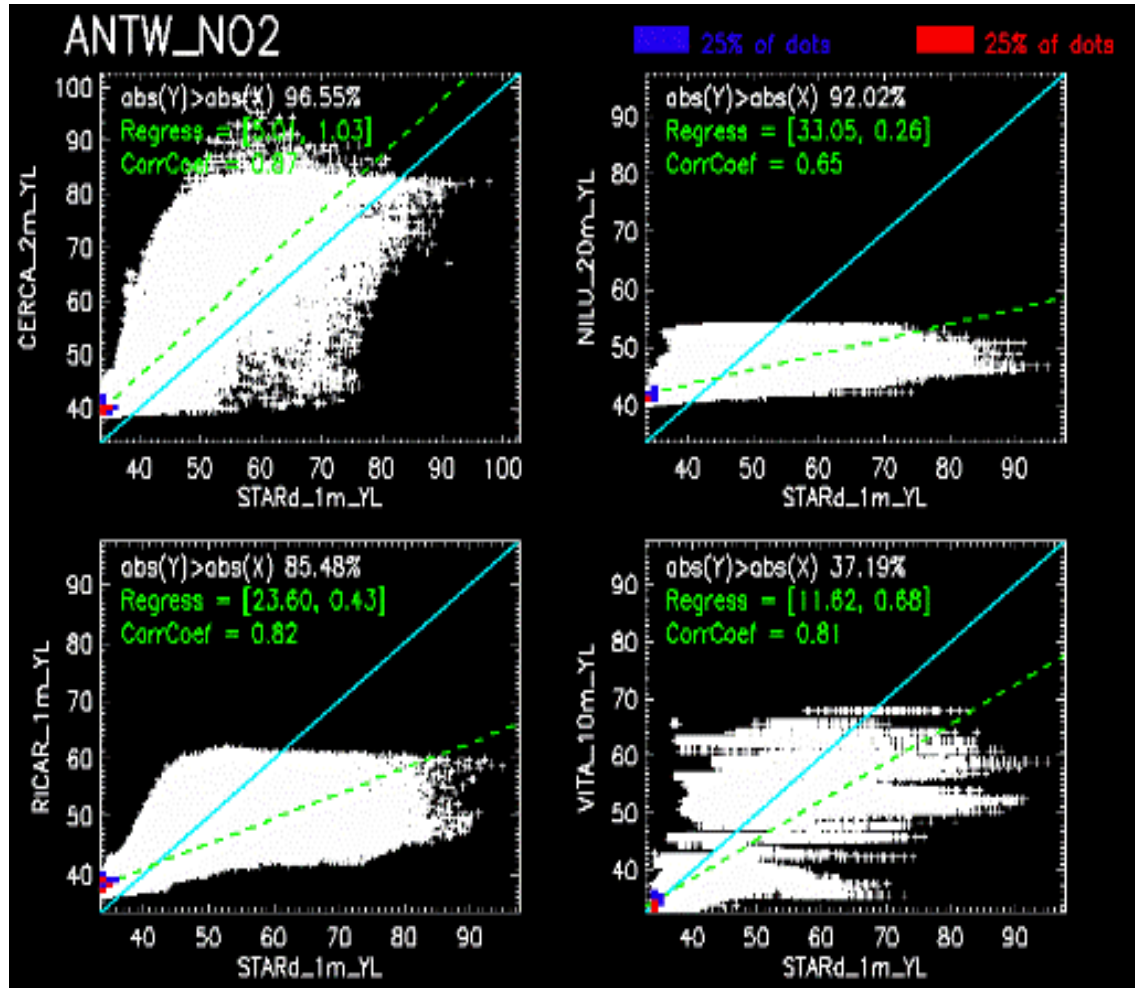 ANTW_NO2
25% of dots 25% of dots
abs(Y)>abs(X) 96.55%
Regress = [5.01, 1.03]
CorrCoef = 0.87
100
90
80
70
60
50
40
CERCA_2m_YL
40 50 60 70 80 90 100
STARd_1m_YL
abs(Y)>abs(X) 92.02%
Regress = [33.05, 0.26]
CorrCoef = 0.65
90
80
70
60
50
40
NILU_20m_YL
40 50 60 70 80 90
STARd_1m_YL
abs(Y)>abs(X) 85.48%
Regress = [23.60, 0.43]
CorrCoef = 0.82
90
80
70
60
50
40
RICAR_1m_YL
40 50 60 70 80 90
STARd_1m_YL
abs(Y)>abs(X) 37.19%
Regress = [11.62, 0.68]
CorrCoef = 0.81
90
80
70
60
50
40
VITA_10m_YL
40 50 60 70 80 90
STARd_1m_YL